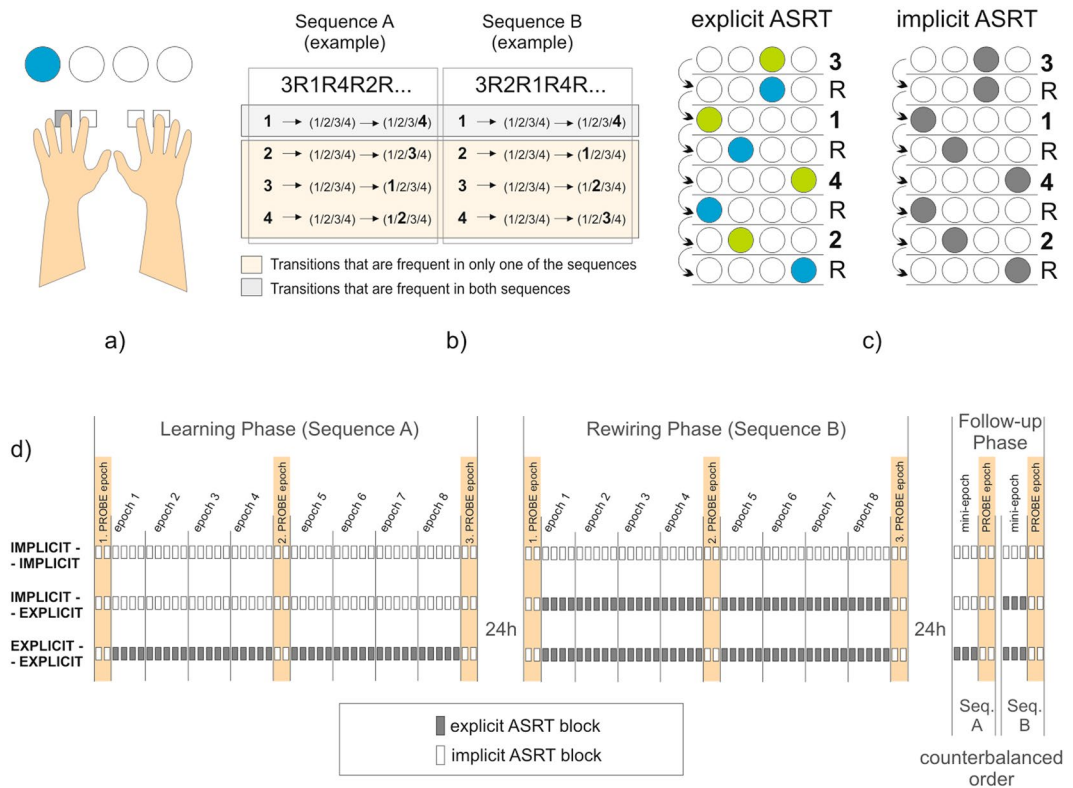 Sequence A
(example)
Sequence B
(example)
3R1R4R2R...
3R2R1R4R...
1 → (1/2/3/4) → (1/2/3/4)
1 → (1/2/3/4) → (1/2/3/4)
2 → (1/2/3/4) → (1/2/3/4)
2 → (1/2/3/4) → (1/2/3/4)
3 → (1/2/3/4) → (1/2/3/4)
3 → (1/2/3/4) → (1/2/3/4)
4 → (1/2/3/4) → (1/2/3/4)
4 → (1/2/3/4) → (1/2/3/4)
Transitions that are frequent in only one of the sequences
Transitions that are frequent in both sequences
explicit ASRT
3
R
1
R
4
R
2
R
implicit ASRT
3
R
1
R
4
R
2
R
a)
b)
c)
d)
Learning Phase (Sequence A)
1. PROBE epoch
epoch 1
epoch 2
epoch 3
epoch 4
2. PROBE epoch
epoch 5
epoch 6
epoch 7
epoch 8
3. PROBE epoch
Rewiring Phase (Sequence B)
1. PROBE epoch
epoch 1
epoch 2
epoch 3
epoch 4
2. PROBE epoch
epoch 5
epoch 6
epoch 7
epoch 8
3. PROBE epoch
Follow-up
Phase
mini-epoch
PROBE epoch
mini-epoch
PROBE epoch
IMPLICIT -
- IMPLICIT
IMPLICIT -
- EXPLICIT
EXPLICIT -
- EXPLICIT
24h
24h
Seq.
A
Seq.
B
counterbalanced
order
explicit ASRT block
implicit ASRT block